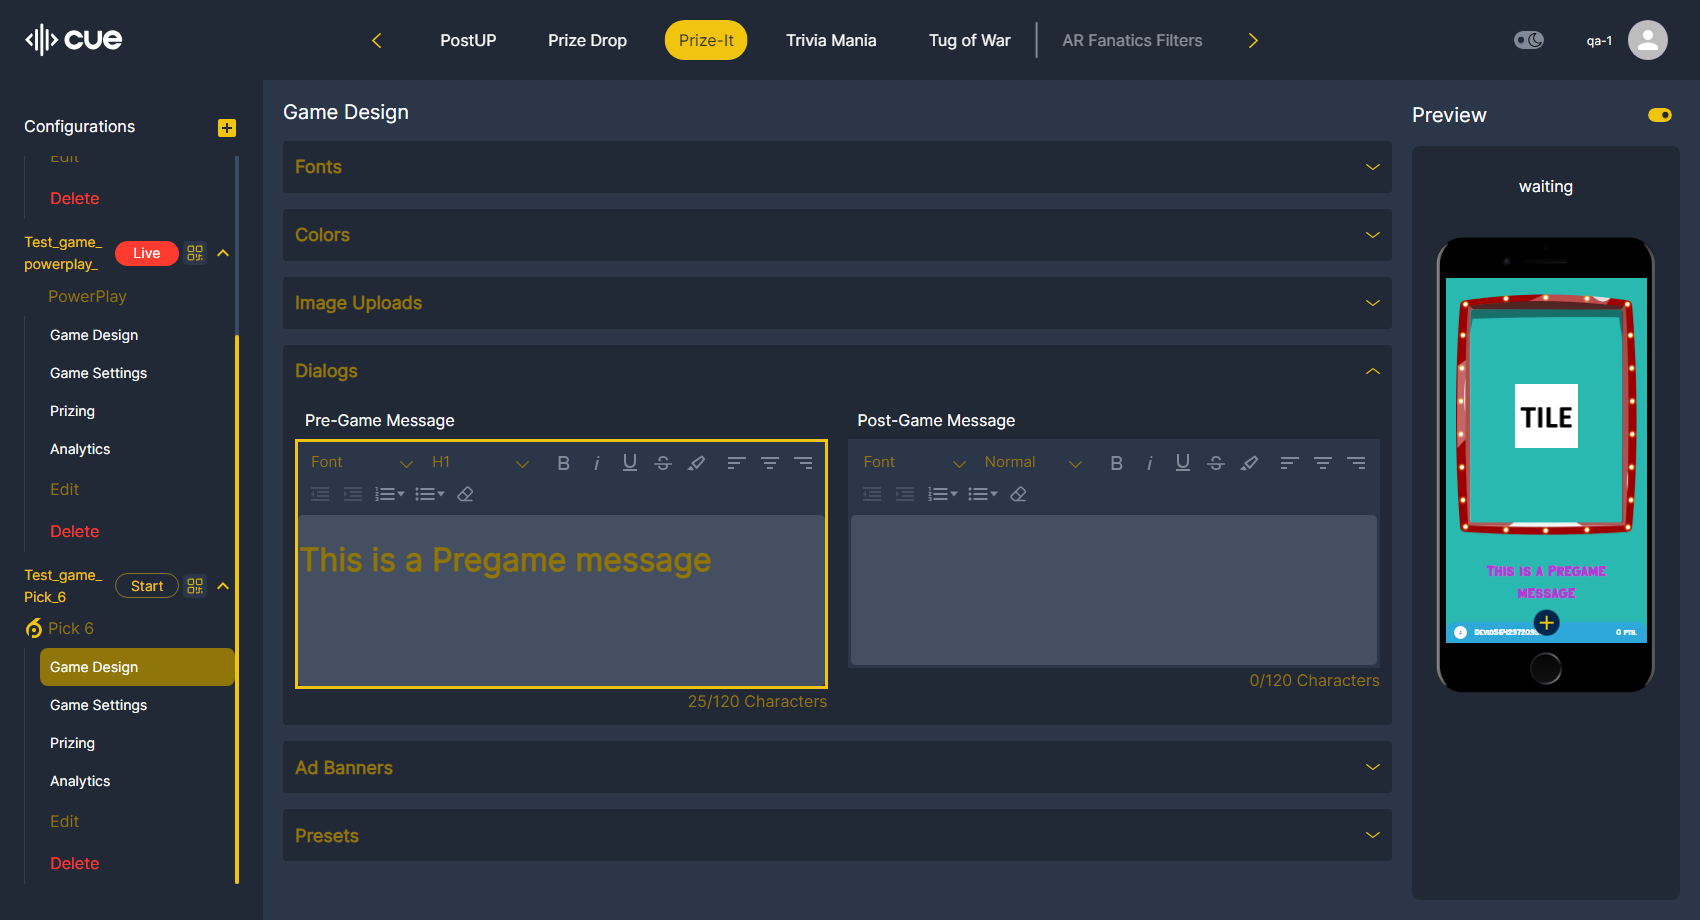 cue
PostUP
Prize Drop
Prize-It
Trivia Mania
Tug of War
AR Fanatics Filters
qa-1
Configurations
Edit
Delete
Test_game_
powerplay_
Live
PowerPlay
Game Design
Game Settings
Prizing
Analytics
Edit
Delete
Test_game_
Pick_6
Start
Pick 6
Game Design
Game Settings
Prizing
Analytics
Edit
Delete
Game Design
Fonts
Colors
Image Uploads
Dialogs
Pre-Game Message
Font
H1
This is a Pregame message
25/120 Characters
Post-Game Message
Font
Normal
0/120 Characters
Ad Banners
Presets
Preview
waiting
TILE
THIS IS A PREGAME
MESSAGE
0 PTS.